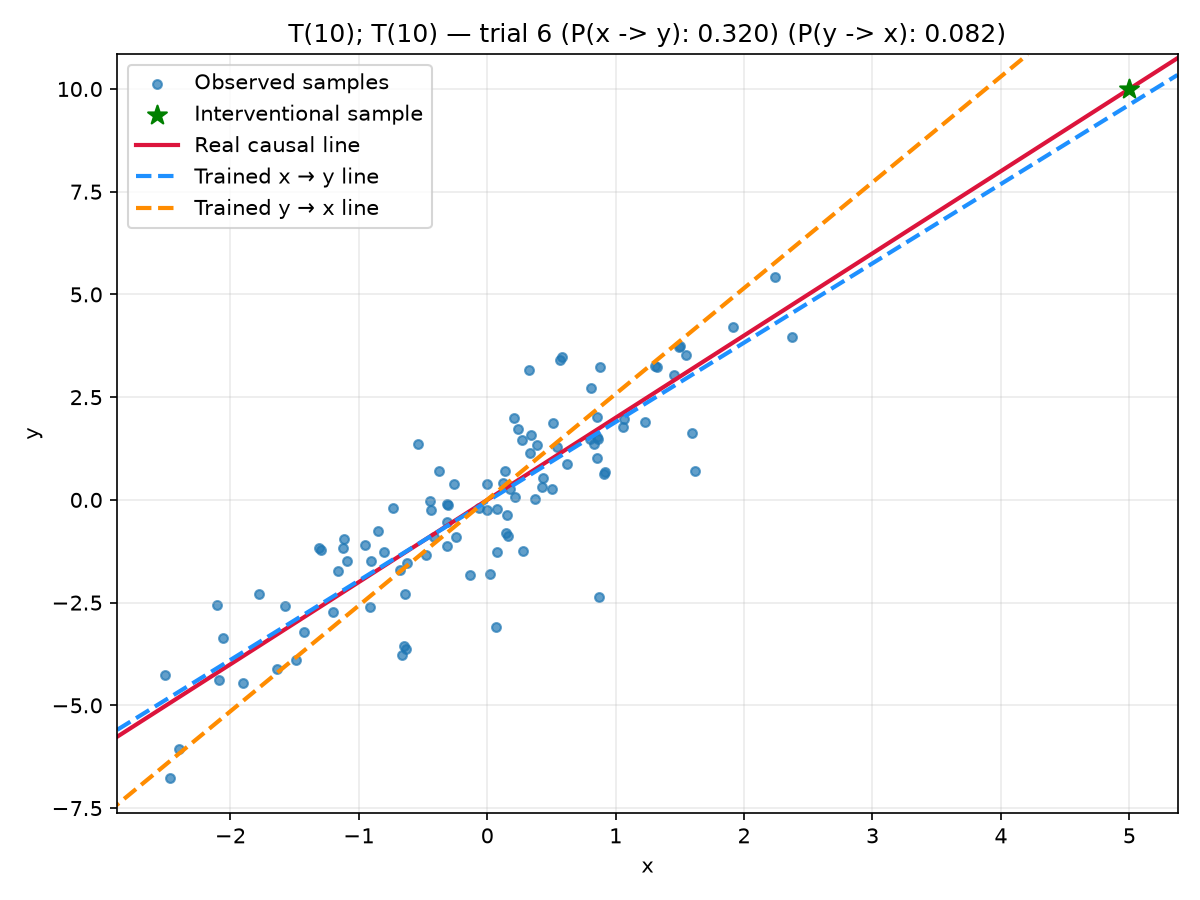 T(10); T(10) — trial 6 (P(x -> y): 0.320) (P(y -> x): 0.082)
Observed samples
Interventional sample
Real causal line
Trained x → y line
Trained y → x line
10.0
7.5
5.0
2.5
0.0
−2.5
−5.0
−7.5
y
−2
−1
0
1
2
3
4
5
x